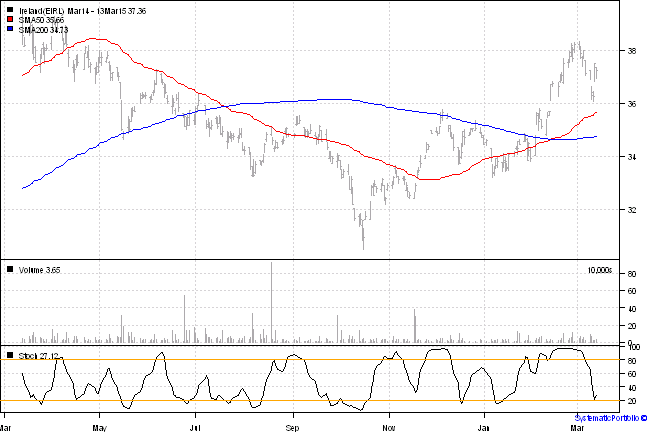 Ireland(EIRL) Mar14 - 13Mar15 37.36
SMA50 35.66
SMA200 34.73
38
36
34
32
Volume 3.65
10,000s
80
60
40
20
0
Stoch 27.12
100
80
60
40
20
Mar May Jul Sep Nov Jan Mar
SystematicPortfolio ©